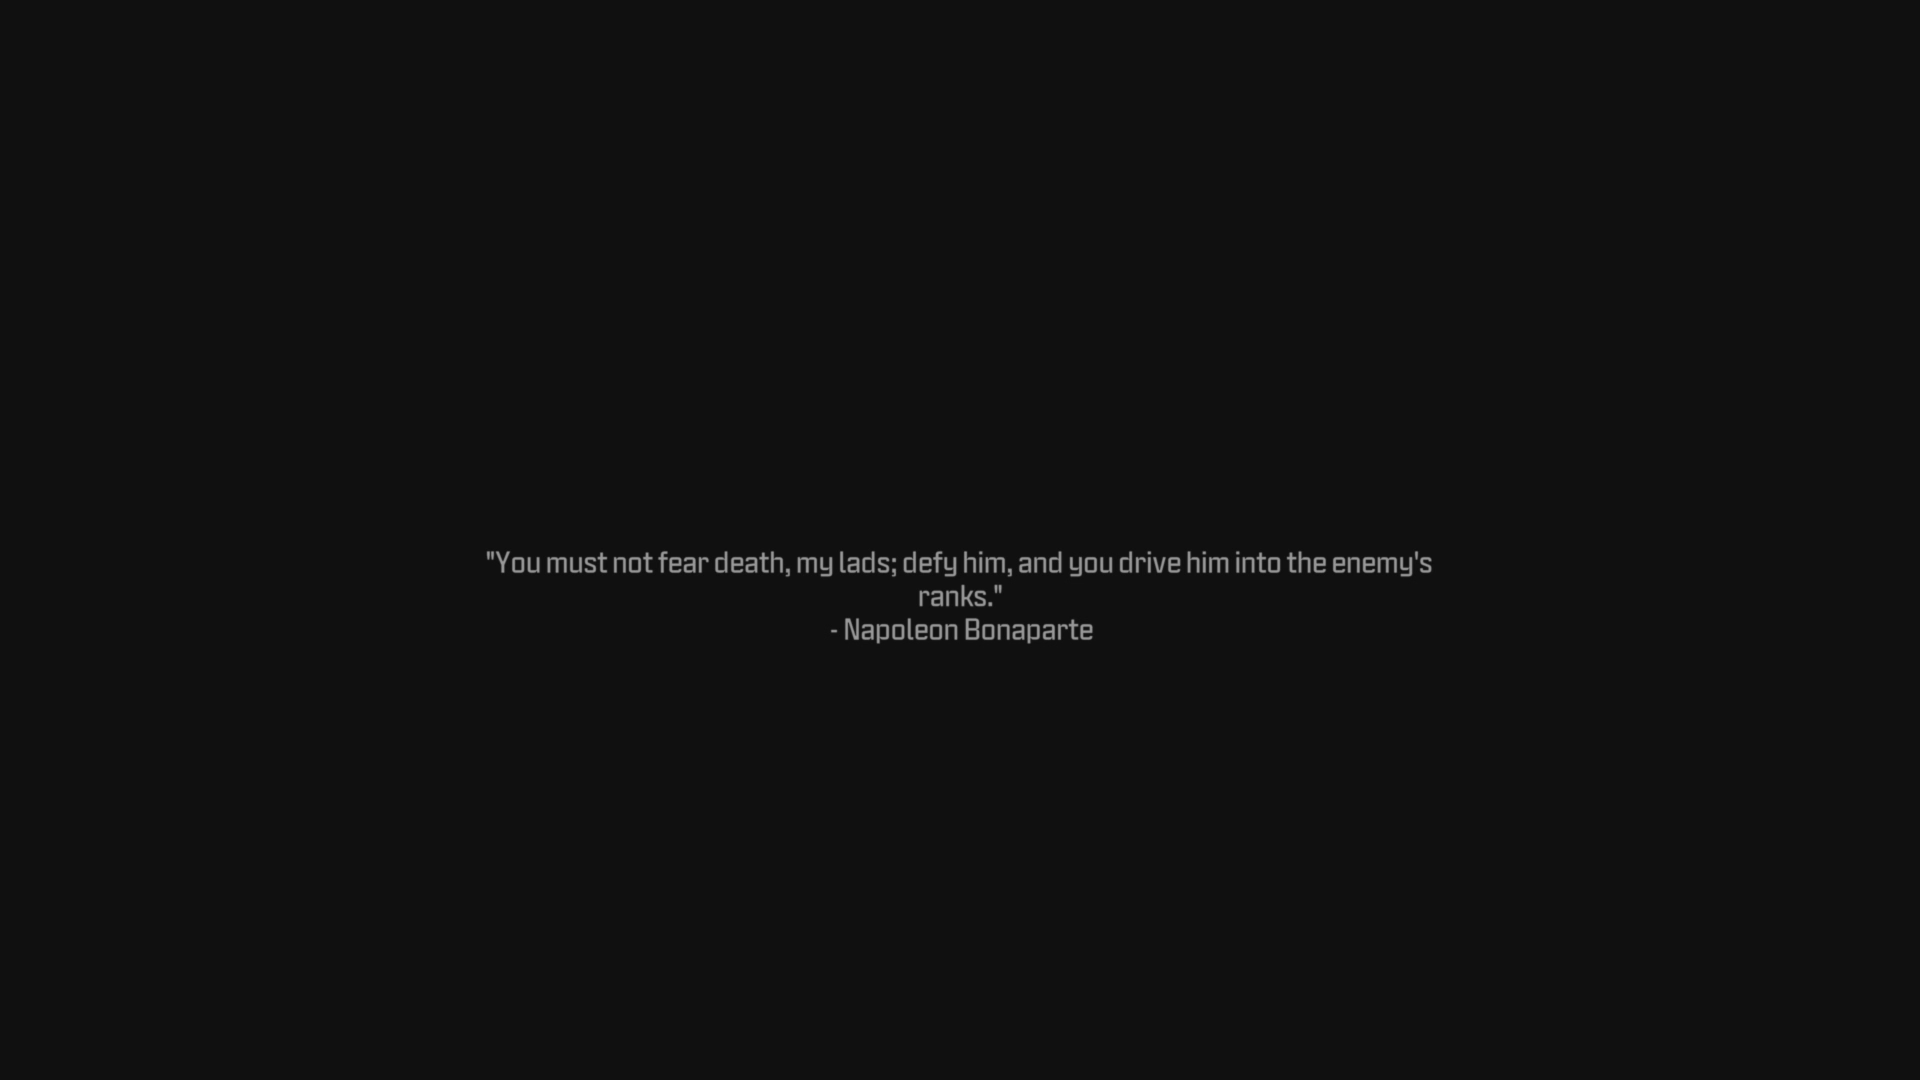 "You must not fear death, my lads; defy him, and you drive him into the enemy's
ranks."
- Napoleon Bonaparte